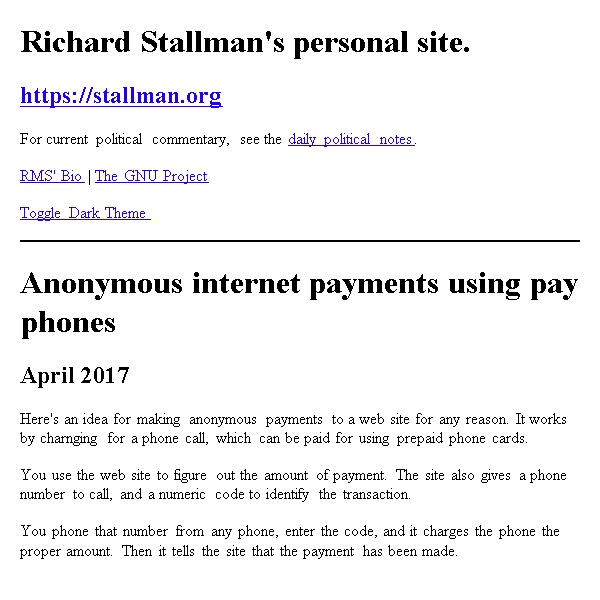 Richard Stallman's personal site.
https://stallman.org
For current political commentary, see the daily political notes.
RMS' Bio | The GNU Project
Toggle Dark Theme
Anonymous internet payments using pay
phones
April 2017
Here's an idea for making anonymous payments to a web site for any reason. It works
by charnging for a phone call, which can be paid for using prepaid phone cards.
You use the web site to figure out the amount of payment. The site also gives a phone
number to call, and a numeric code to identify the transaction.
You phone that number from any phone, enter the code, and it charges the phone the
proper amount. Then it tells the site that the payment has been made.